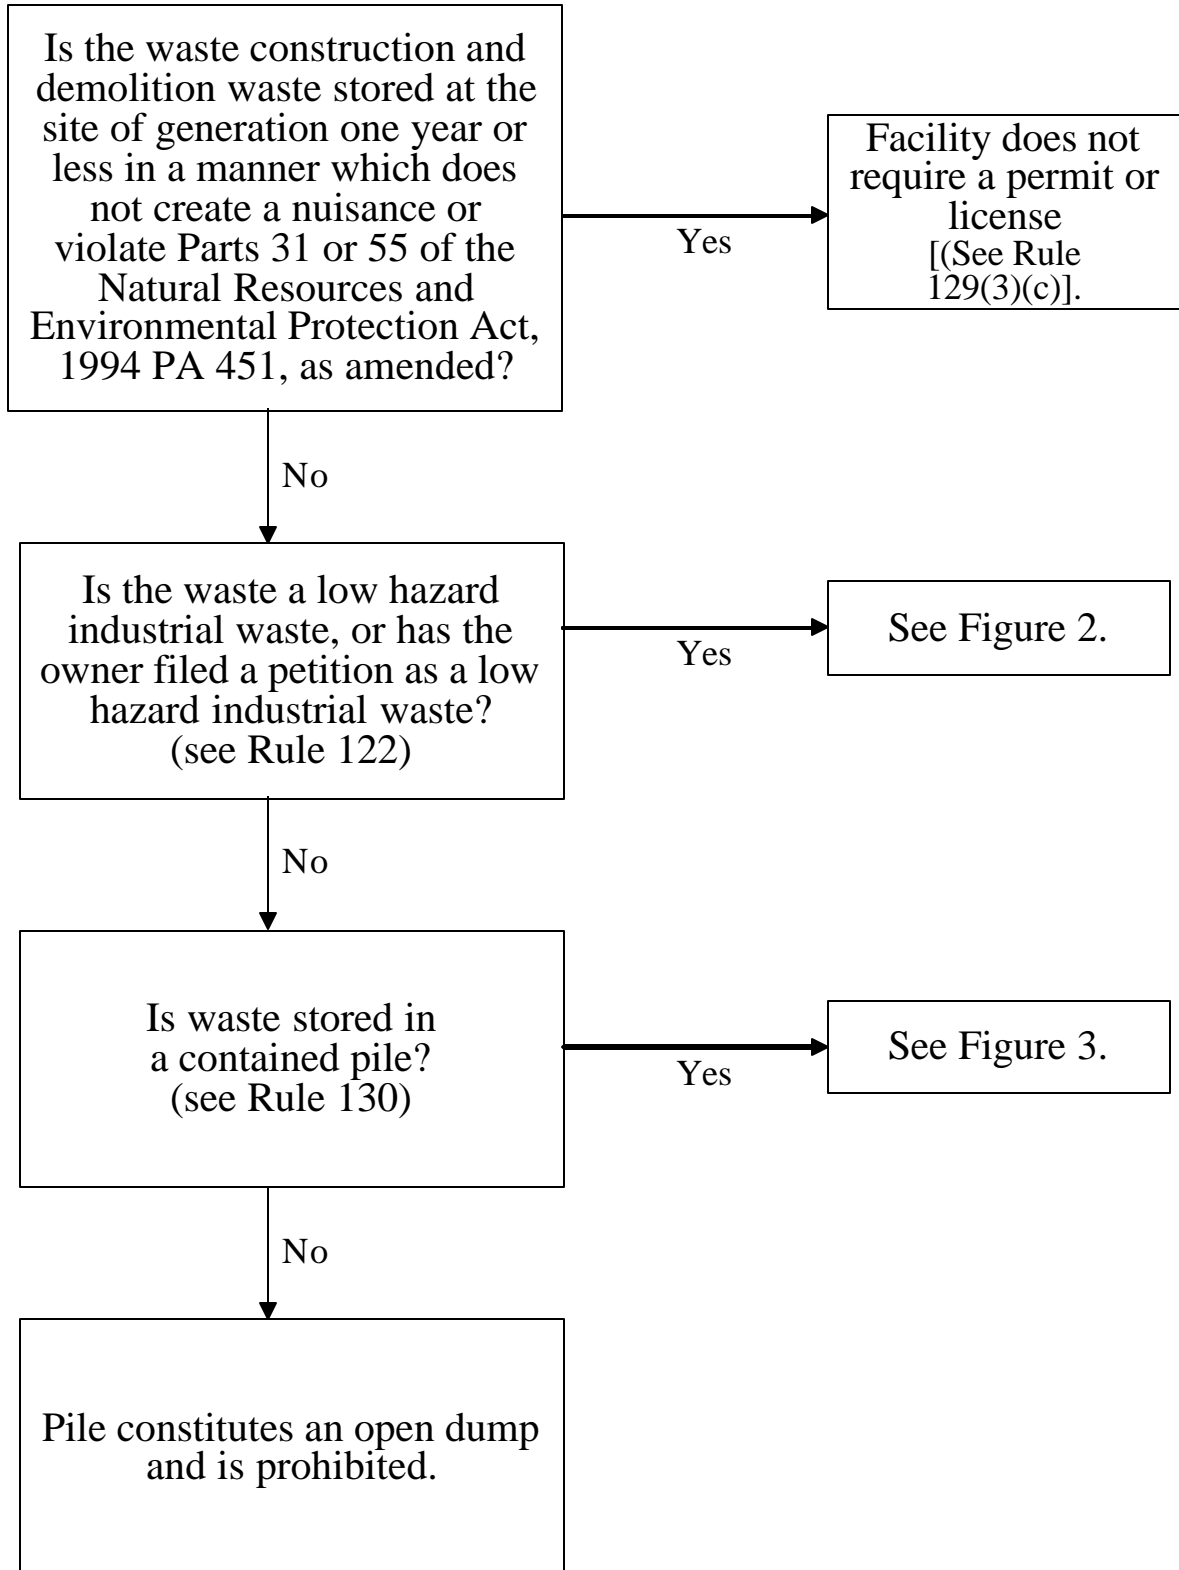 Is the waste construction and
demolition waste stored at the
site of generation one year or
less in a manner which does
not create a nuisance or
violate Parts 31 or 55 of the
Natural Resources and
Environmental Protection Act,
1994 PA 451, as amended?
Yes
Facility does not
require a permit or
license
[(See Rule
129(3)(c)].
No
Is the waste a low hazard
industrial waste, or has the
owner filed a petition as a low
hazard industrial waste?
(see Rule 122)
Yes
See Figure 2.
No
Is waste stored in
a contained pile?
(see Rule 130)
Yes
See Figure 3.
No
Pile constitutes an open dump
and is prohibited.